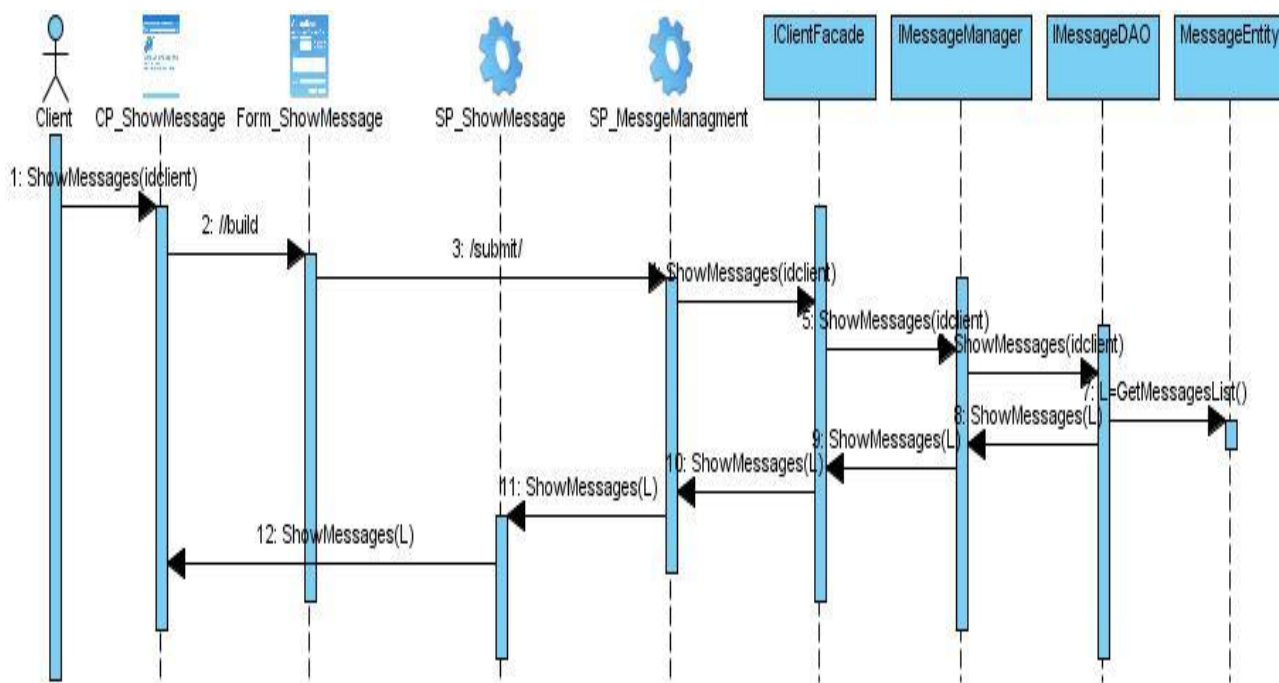 IClientFacade
IMessageManager
IMessageDAO
MessageEntity
Client
CP_ShowMessage
Form_ShowMessage
SP_ShowMessage
SP_MessgeManagment
1: ShowMessages(idclient)
2: //build
3: /submit/
ShowMessages(idclient)
5: ShowMessages(idclient)
ShowMessages(idclient)
7: L=GetMessagesList()
8: ShowMessages(L)
9: ShowMessages(L)
10: ShowMessages(L)
11: ShowMessages(L)
12: ShowMessages(L)